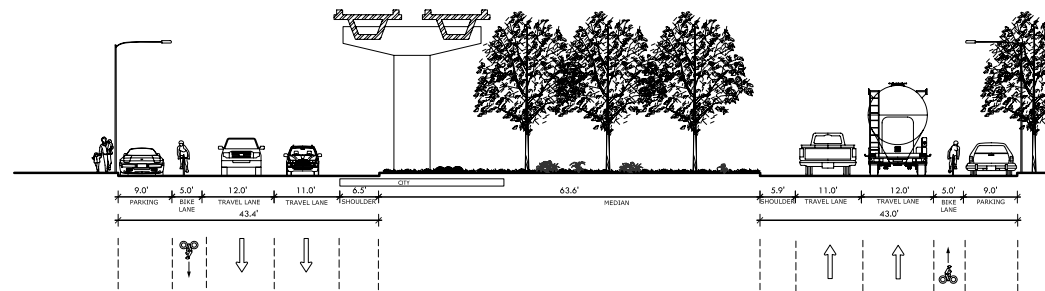 CITY
9.0' 5.0' 12.0' 11.0' 6.5' 63.6' 5.9' 11.0' 12.0' 5.0' 9.0'
PARKING BIKE LANE TRAVEL LANE TRAVEL LANE SHOULDER MEDIAN SHOULDER TRAVEL LANE TRAVEL LANE BIKE LANE PARKING
43.4' 43.0'